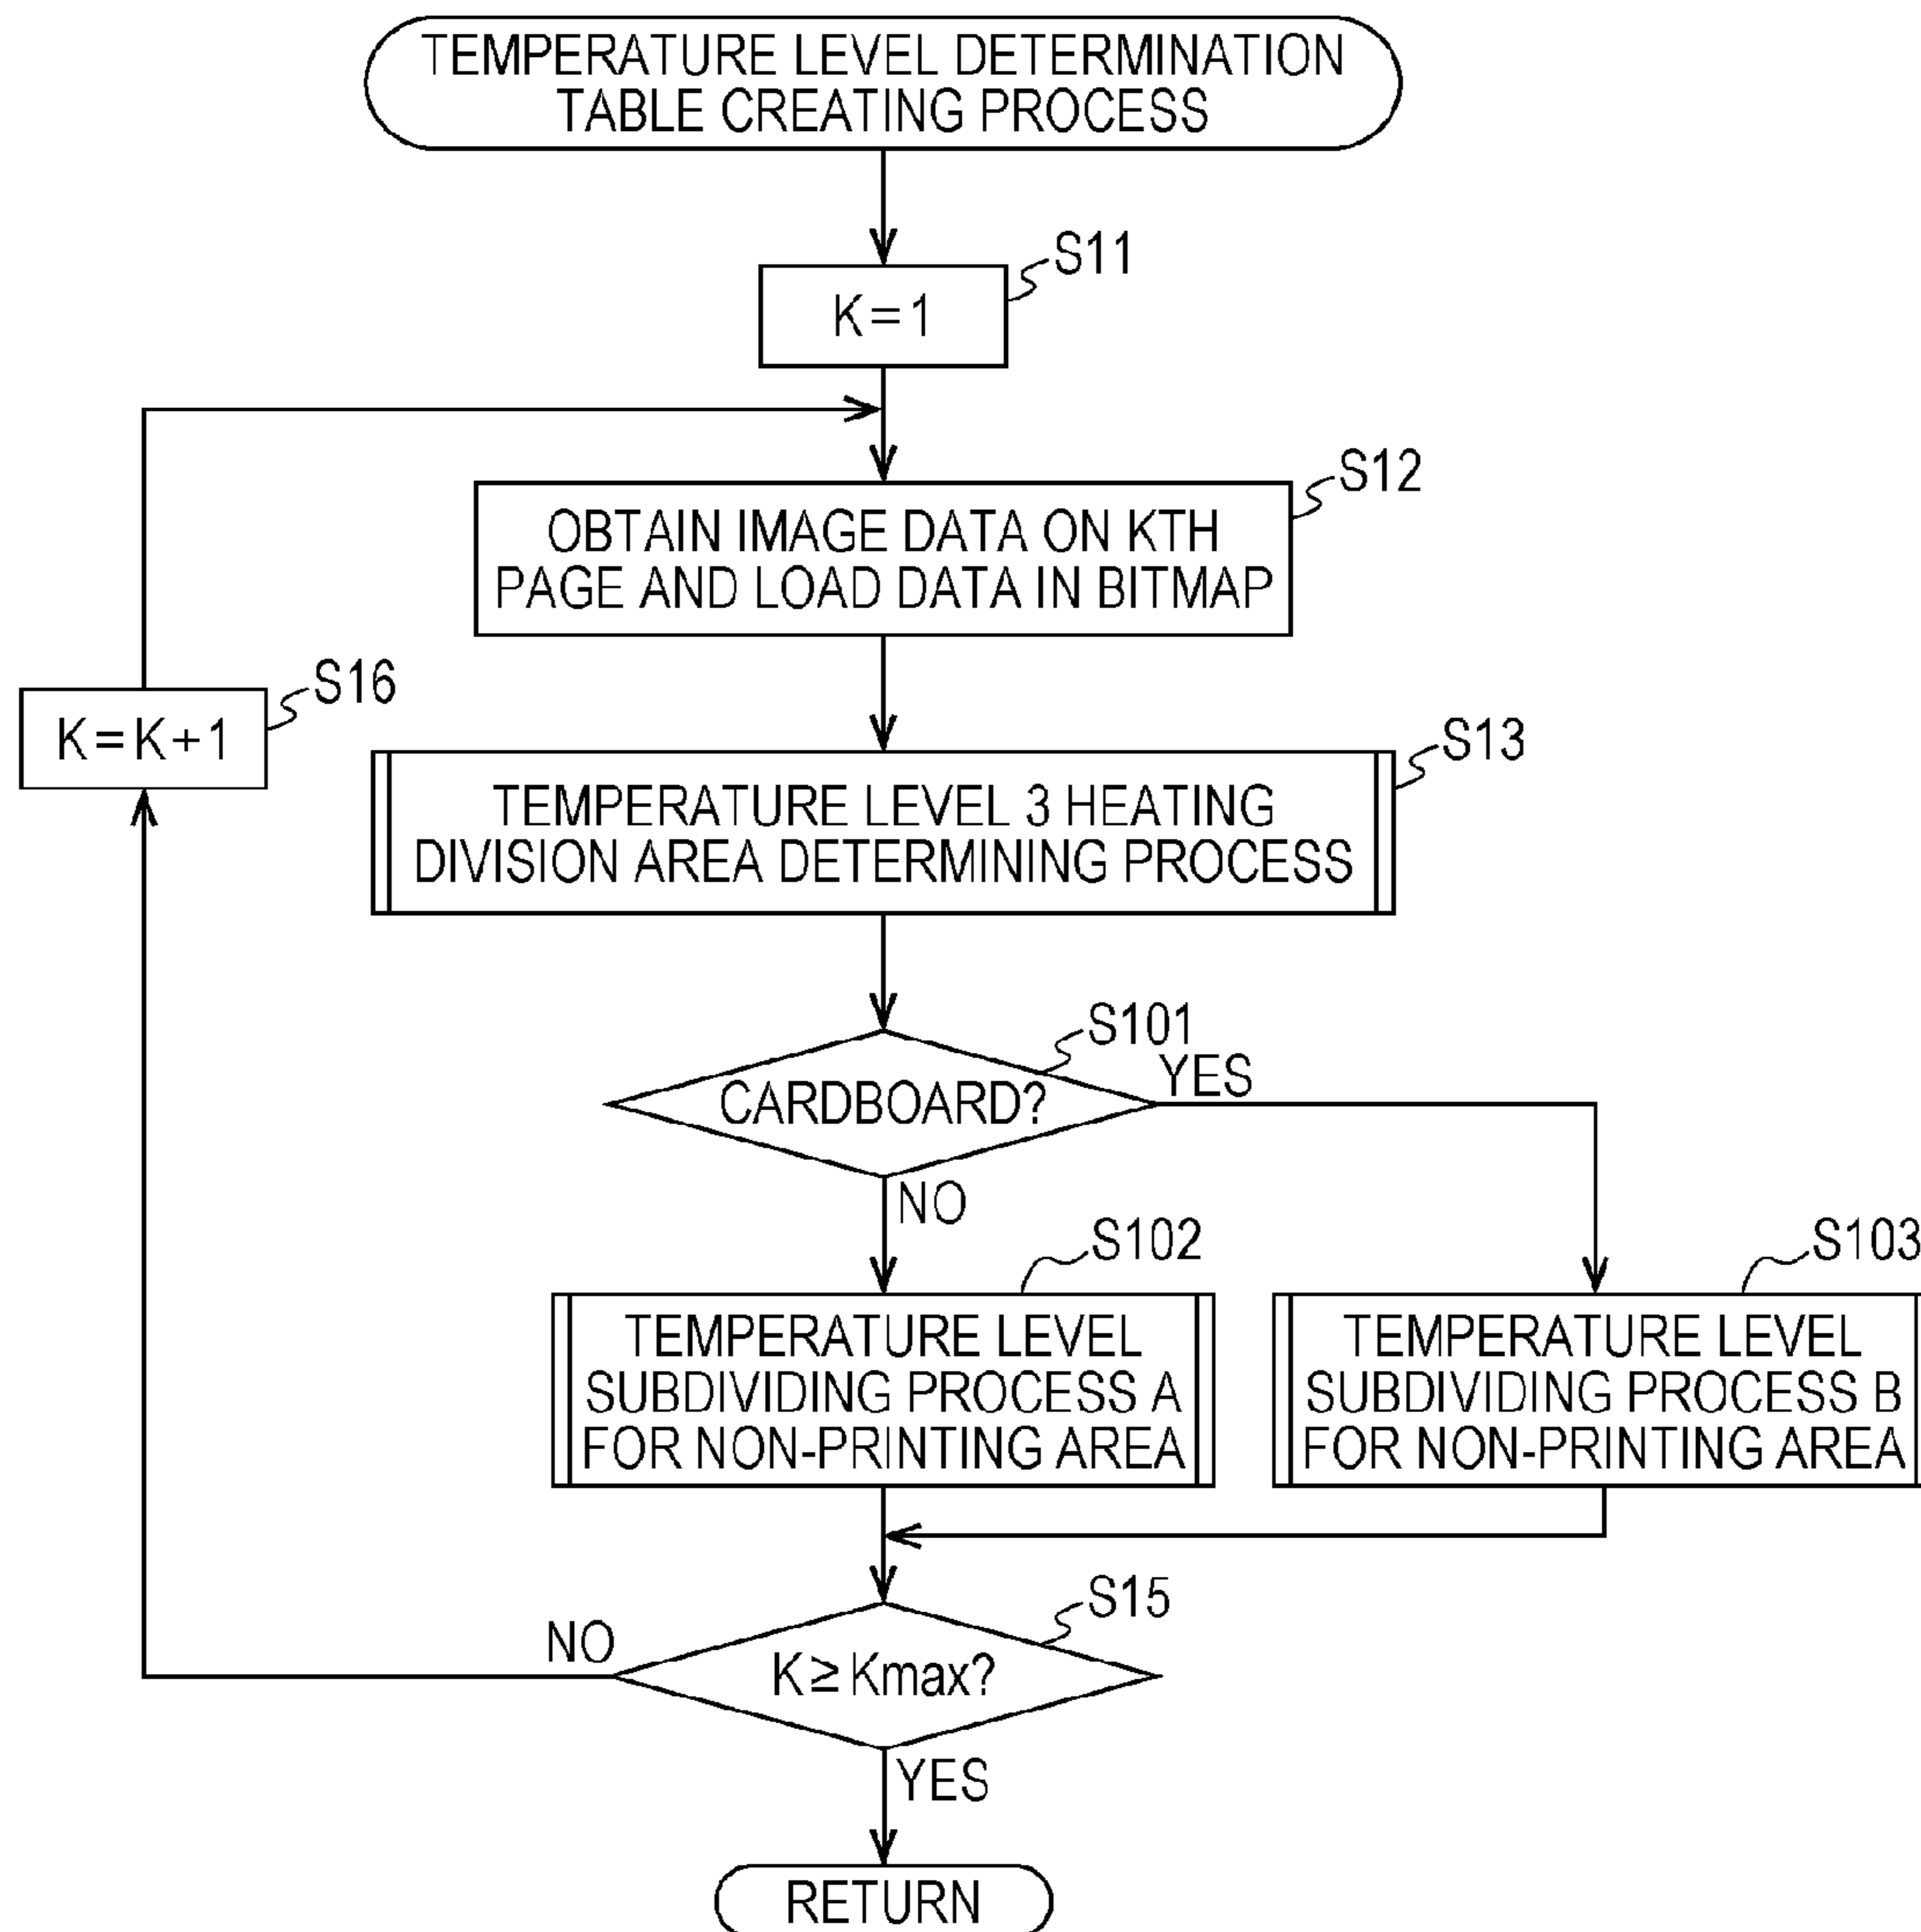 TEMPERATURE LEVEL DETERMINATION
TABLE CREATING PROCESS
S11
K=1
S12
OBTAIN IMAGE DATA ON KTH
PAGE AND LOAD DATA IN BITMAP
S16
K=K+1
S13
TEMPERATURE LEVEL 3 HEATING
DIVISION AREA DETERMINING PROCESS
S101
CARDBOARD?
YES
NO
S102
TEMPERATURE LEVEL
SUBDIVIDING PROCESS A
FOR NON-PRINTING AREA
S103
TEMPERATURE LEVEL
SUBDIVIDING PROCESS B
FOR NON-PRINTING AREA
S15
K≥Kmax?
NO
YES
RETURN